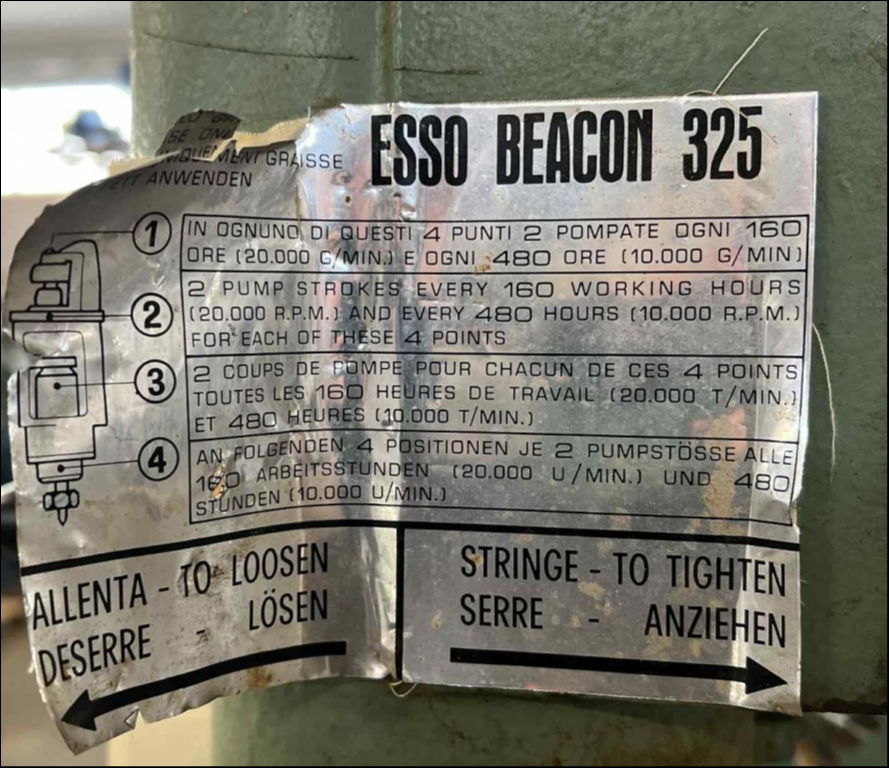 SE ON
UNIQUEMENT GRAISSE
ANWENDEN
ESSO BEACON 325
1
IN OGNUNO DI QUESTI 4 PUNTI 2 POMPATE OGNI 160
ORE (20.000 G/MIN.) E OGNI 480 ORE (10.000 G/MIN)
2
2 PUMP STROKES EVERY 160 WORKING HOURS
(20.000 R.P.M.) AND EVERY 480 HOURS (10.000 R.P.M.)
FOR EACH OF THESE 4 POINTS
3
2 COUPS DE POMPE POUR CHACUN DE CES 4 POINTS
TOUTES LES 160 HEURES DE TRAVAIL (20.000 T/MIN.)
ET 480 HEURES (10.000 T/MIN.)
4
AN FOLGENDEN 4 POSITIONEN JE 2 PUMPSTÖSSE ALLE
160 ARBEITSSTUNDEN (20.000 U/MIN.) UND 480
STUNDEN (10.000 U/MIN.)
ALLENTA - TO LOOSEN
DESERRE - LÖSEN
STRINGE - TO TIGHTEN
SERRE - ANZIEHEN